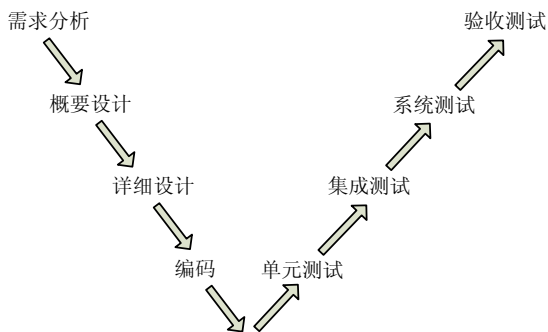 需求分析
验收测试
概要设计
系统测试
详细设计
集成测试
编码
单元测试